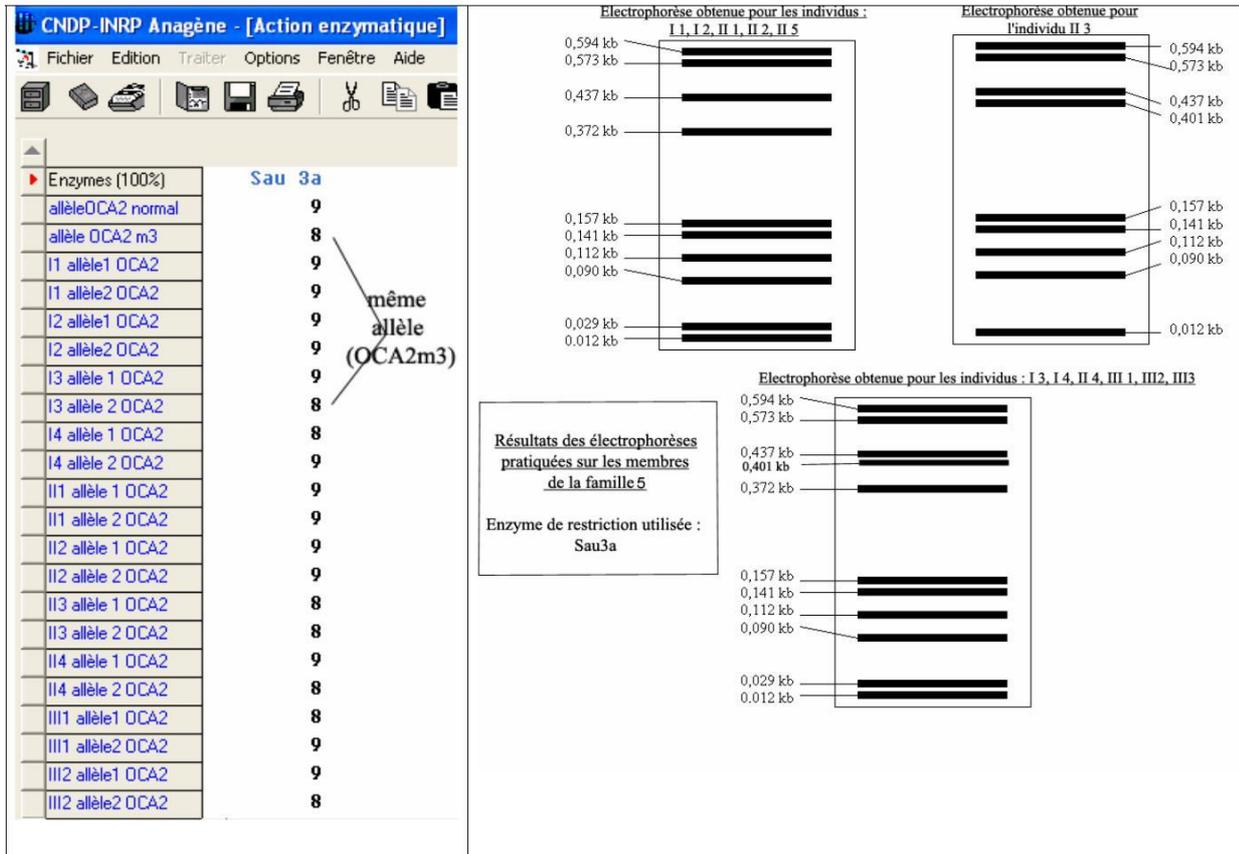 CNDP-INRP Anagène - [Action enzymatique]
Fichier Edition Traiter Options Fenêtre Aide
Enzymes (100%) Sau 3a
allèleOCA2 normal 9
allèle OCA2 m3 8
I1 allèle1 OCA2 9
I1 allèle2 OCA2 9
I2 allèle1 OCA2 9
I2 allèle2 OCA2 9
I3 allèle 1 OCA2 9
I3 allèle 2 OCA2 8
I4 allèle 1 OCA2 8
I4 allèle 2 OCA2 9
II1 allèle 1 OCA2 9
II1 allèle 2 OCA2 9
II2 allèle 1 OCA2 9
II2 allèle 2 OCA2 9
II3 allèle 1 OCA2 8
II3 allèle 2 OCA2 8
II4 allèle 1 OCA2 9
II4 allèle 2 OCA2 8
III1 allèle1 OCA2 8
III1 allèle2 OCA2 9
III2 allèle1 OCA2 9
III2 allèle2 OCA2 8
même
allèle
(OCA2m3)
Electrophorèse obtenue pour les individus :
I 1, I 2, II 1, II 2, II 5
0,594 kb
0,573 kb
0,437 kb
0,372 kb
0,157 kb
0,141 kb
0,112 kb
0,090 kb
0,029 kb
0.012 kb
Electrophorèse obtenue pour
l'individu II 3
0,594 kb
0,573 kb
0,437 kb
0,401 kb
0,157 kb
0,141 kb
0,112 kb
0,090 kb
0,012 kb
Electrophorèse obtenue pour les individus : I 3, I 4, II 4, III 1, III2, III3
0,594 kb
0,573 kb
0,437 kb
0,401 kb
0,372 kb
0,157 kb
0,141 kb
0,112 kb
0,090 kb
0,029 kb
0.012 kb
Résultats des électrophorèses
pratiquées sur les membres
de la famille 5
Enzyme de restriction utilisée :
Sau3a